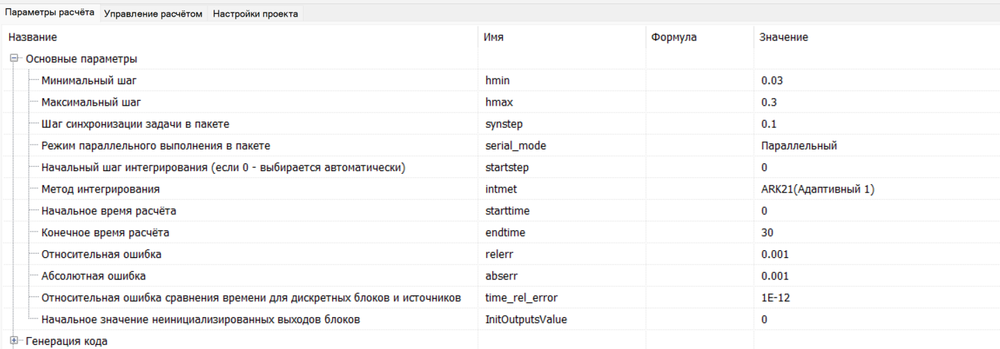 Параметры расчёта Управление расчётом Настройки проекта
Название Имя Формула Значение
Основные параметры
Минимальный шаг hmin 0.03
Максимальный шаг hmax 0.3
Шаг синхронизации задачи в пакете synstep 0.1
Режим параллельного выполнения в пакете serial_mode Параллельный
Начальный шаг интегрирования (если 0 - выбирается автоматически) startstep 0
Метод интегрирования intmet ARK21(Адаптивный 1)
Начальное время расчёта starttime 0
Конечное время расчёта endtime 30
Относительная ошибка relerr 0.001
Абсолютная ошибка abserr 0.001
Относительная ошибка сравнения времени для дискретных блоков и источников time_rel_error 1E-12
Начальное значение неинициализированных выходов блоков InitOutputsValue 0
Генерация кода